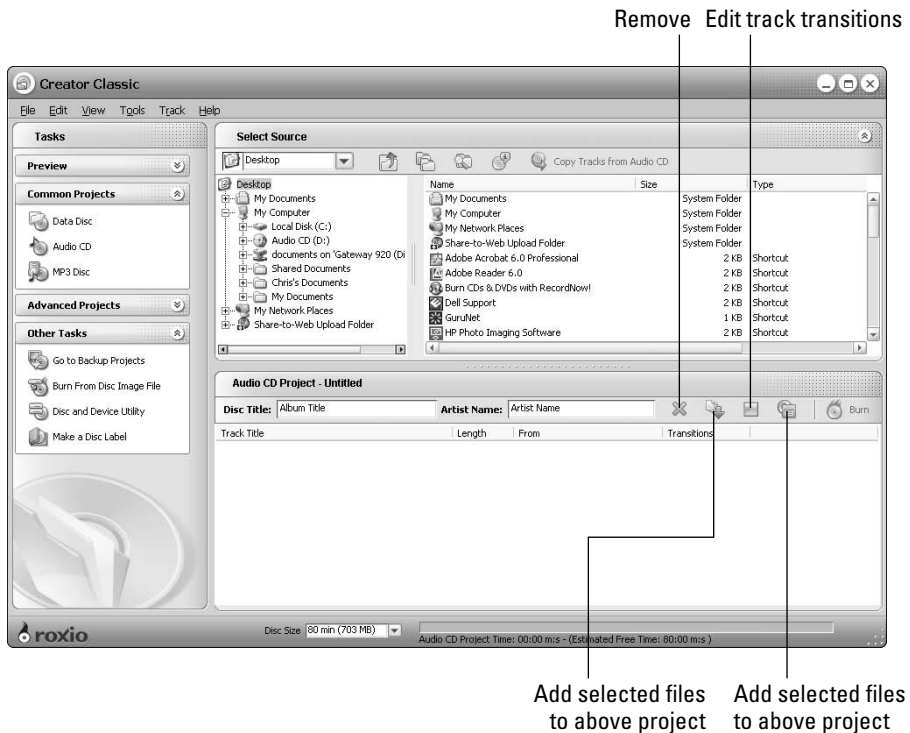 Remove Edit track transitions
Creator Classic
File Edit View Tools Track Help
Tasks
Preview
Common Projects
Data Disc
Audio CD
MP3 Disc
Advanced Projects
Other Tasks
Go to Backup Projects
Burn From Disc Image File
Disc and Device Utility
Make a Disc Label
Select Source
Desktop Copy Tracks from Audio CD
Desktop
My Documents
My Computer
Local Disk (C:)
Audio CD (D:)
documents on 'Gateway 920 (Di
Shared Documents
Chris's Documents
My Documents
My Network Places
Share-to-Web Upload Folder
Name Size Type
My Documents System Folder
My Computer System Folder
My Network Places System Folder
Share-to-Web Upload Folder System Folder
Adobe Acrobat 6.0 Professional 2 KB Shortcut
Adobe Reader 6.0 2 KB Shortcut
Burn CDs & DVDs with RecordNow! 2 KB Shortcut
Dell Support 2 KB Shortcut
GuruNet 1 KB Shortcut
HP Photo Imaging Software 2 KB Shortcut
Audio CD Project - Untitled
Disc Title: Album Title Artist Name: Artist Name Burn
Track Title Length From Transitions
roxio
Disc Size 80 min (703 MB)
Audio CD Project Time: 00:00 m:s - (Estimated Free Time: 80:00 m:s )
Add selected files
to above project
Add selected files
to above project